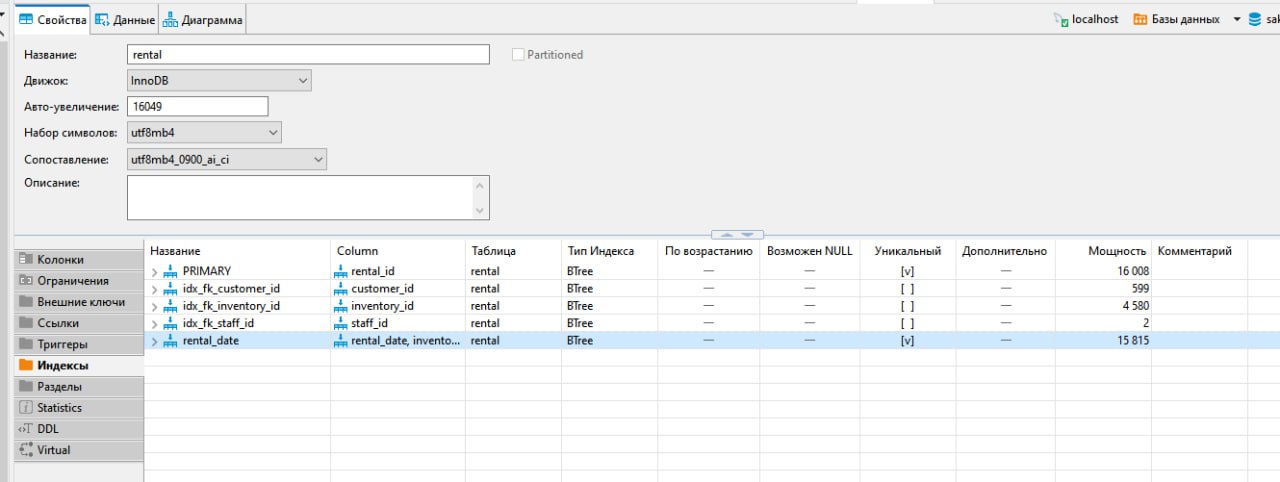 Свойства Данные Диаграмма localhost Базы данных
Название: rental Partitioned
Движок: InnoDB
Авто-увеличение: 16049
Набор символов: utf8mb4
Сопоставление: utf8mb4_0900_ai_ci
Описание:
Название Column Таблица Тип Индекса По возрастанию Возможен NULL Уникальный Дополнительно Мощность Комментарий
Колонки
Ограничения
Внешние ключи
Ссылки
Триггеры
Индексы
Разделы
Statistics
DDL
Virtual
PRIMARY rental_id rental BTree — — [v] — 16 008
idx_fk_customer_id customer_id rental BTree — — [ ] — 599
idx_fk_inventory_id inventory_id rental BTree — — [ ] — 4 580
idx_fk_staff_id staff_id rental BTree — — [ ] — 2
rental_date rental_date, invento... rental BTree — — [v] — 15 815